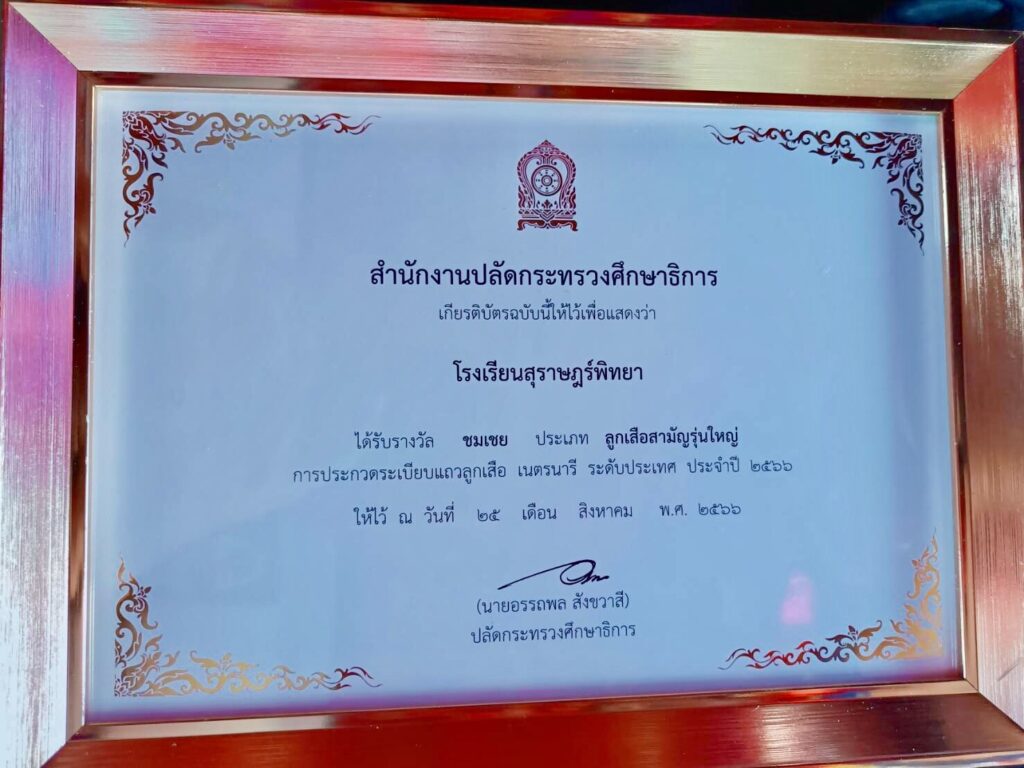 สำนักงานปลัดกระทรวงศึกษาธิการ
เกียรติบัตรฉบับนี้ให้ไว้เพื่อแสดงว่า
โรงเรียนสุราษฎร์พิทยา
ได้รับรางวัล ชมเชย ประเภท ลูกเสือสามัญรุ่นใหญ่
การประกวดระเบียบแถวลูกเสือ เนตรนารี ระดับประเทศ ประจำปี ๒๕๖๖
ให้ไว้ ณ วันที่ ๒๕ เดือน สิงหาคม พ.ศ. ๒๕๖๖
(นายอรรถพล สังขวาสี)
ปลัดกระทรวงศึกษาธิการ